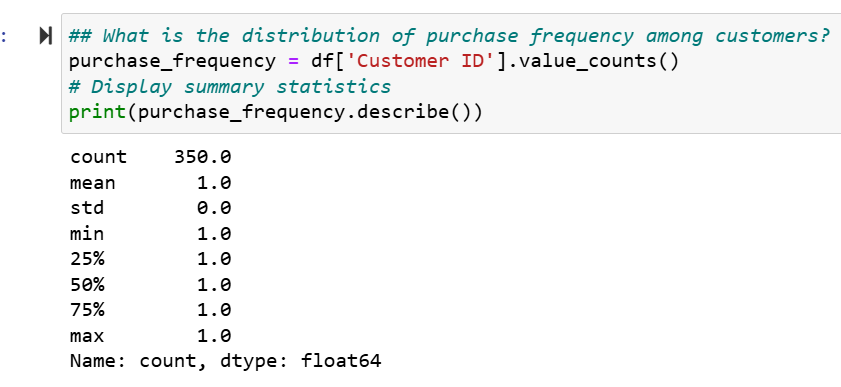 :
## What is the distribution of purchase frequency among customers?
purchase_frequency = df['Customer ID'].value_counts()
# Display summary statistics
print(purchase_frequency.describe())
count    350.0
mean       1.0
std        0.0
min        1.0
25%        1.0
50%        1.0
75%        1.0
max        1.0
Name: count, dtype: float64